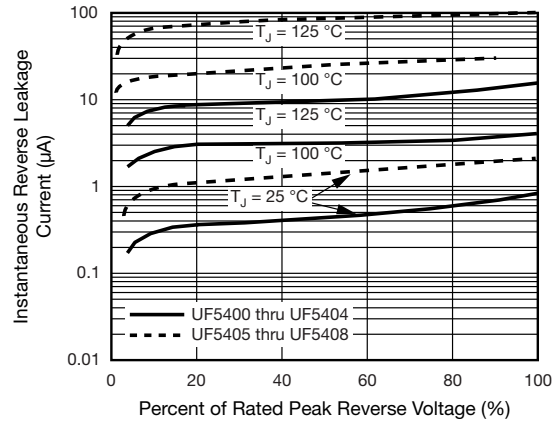 Instantaneous Reverse Leakage
Current (µA)
100
10
1
0.1
0.01
T_J = 125 °C
T_J = 100 °C
T_J = 125 °C
T_J = 100 °C
T_J = 25 °C
UF5400 thru UF5404
UF5405 thru UF5408
0 20 40 60 80 100
Percent of Rated Peak Reverse Voltage (%)